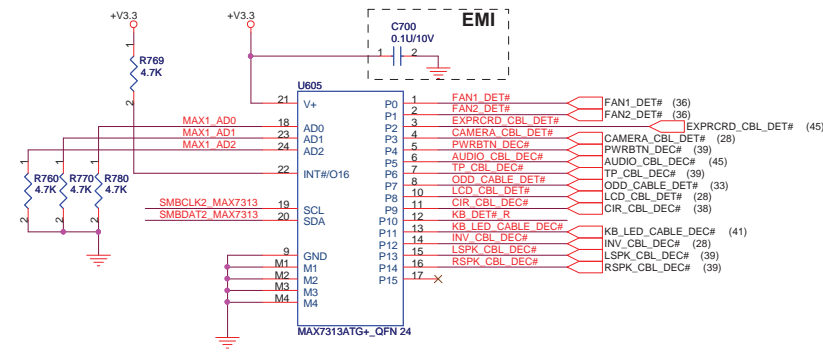 +V3.3
+V3.3
EMI
C700
0.1U/10V
1
2
1
R769
4.7K
2
U605
21
V+
P0
1
FAN1_DET#
FAN1_DET# (36)
P1
2
FAN2_DET#
FAN2_DET# (36)
MAX1_AD0
18
AD0
P2
3
EXPRCRD_CBL_DET#
EXPRCRD_CBL_DET# (45)
MAX1_AD1
23
AD1
P3
4
CAMERA_CBL_DET#
CAMERA_CBL_DET# (28)
MAX1_AD2
24
AD2
P4
5
PWRBTN_DEC#
PWRBTN_DEC# (39)
P5
6
AUDIO_CBL_DEC#
AUDIO_CBL_DEC# (45)
22
INT#/O16
P6
7
TP_CBL_DEC#
TP_CBL_DEC# (39)
P7
8
ODD_CABLE_DET#
ODD_CABLE_DET# (33)
1
1
1
R760
4.7K
R770
4.7K
R780
4.7K
2
2
2
P8
10
LCD_CBL_DET#
LCD_CBL_DET# (28)
SMBCLK2_MAX7313
19
SCL
P9
11
CIR_CBL_DEC#
CIR_CBL_DEC# (38)
SMBDAT2_MAX7313
20
SDA
P10
12
KB_DET#_R
P11
13
KB_LED_CABLE_DEC#
KB_LED_CABLE_DEC# (41)
P12
14
INV_CBL_DEC#
INV_CBL_DEC# (28)
9
GND
P13
15
LSPK_CBL_DEC#
LSPK_CBL_DEC# (39)
M1
M1
P14
16
RSPK_CBL_DEC#
RSPK_CBL_DEC# (39)
M2
M2
P15
17
M3
M3
M4
M4
MAX7313ATG+_QFN 24